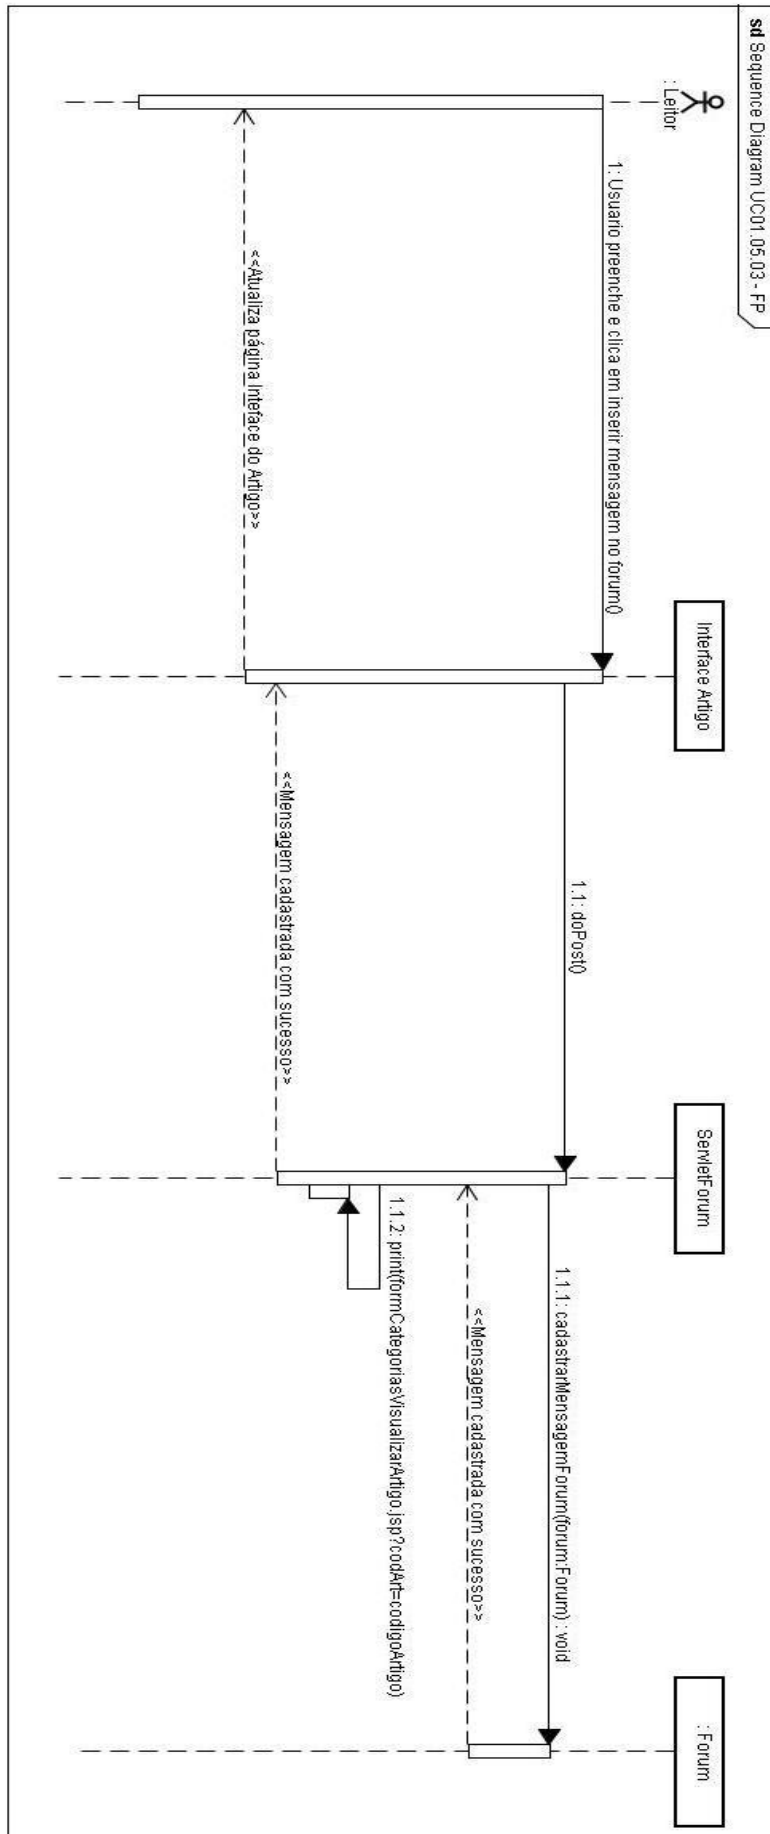 sd Sequence Diagram UC01.05.03 - FP
: Leitor
Interface Artigo
ServletForum
: Forum
1: Usuario preenche e clica em inserir mensagem no forum()
1.1: doPost()
1.1.1: cadastrarMensagemForum(forum:Forum) : void
<<Mensagem cadastrada com sucesso>>
1.1.2: print(formCategoriasVisualizarArtigo.jsp?codArt=codigoArtigo)
<<Mensagem cadastrada com sucesso>>
<<Atualiza página Inteface do Artigo>>